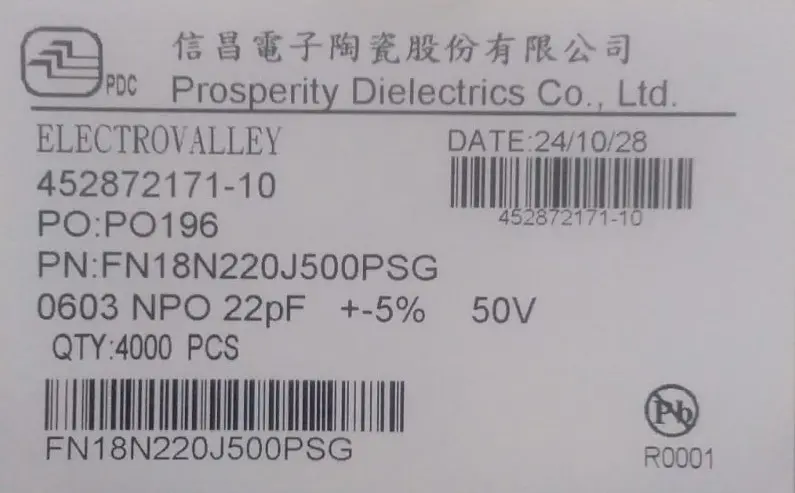 信昌電子陶瓷股份有限公司
PDC
Prosperity Dielectrics Co., Ltd.
ELECTROVALLEY
DATE:24/10/28
452872171-10
452872171-10
PO:PO196
PN:FN18N220J500PSG
0603 NPO 22pF +-5% 50V
QTY:4000 PCS
FN18N220J500PSG
Pb
R0001